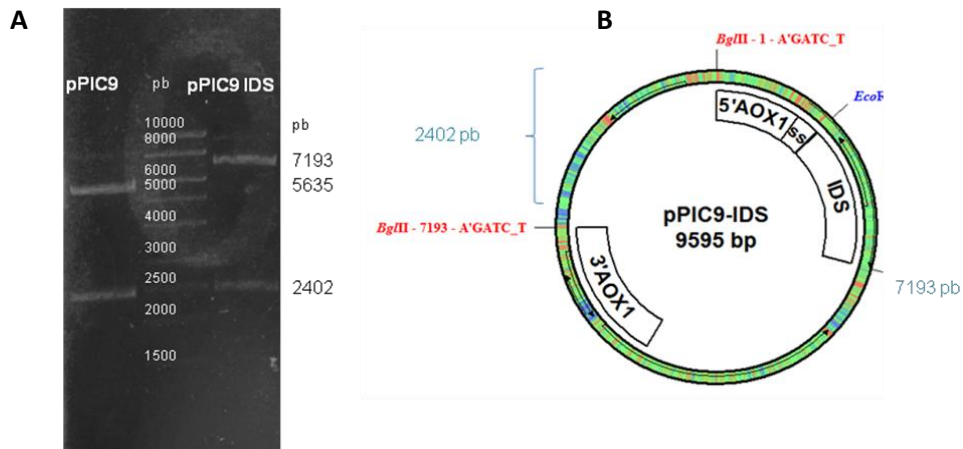 A
pPIC9
pb
pPIC9 IDS
10000
8000
6000
5000
4000
3000
2500
2000
1500
pb
7193
5635
2402
B
BglII - 1 - A'GATC_T
EcoR
2402 pb
5'AOX1
ss
IDS
pPIC9-IDS
9595 bp
BglII - 7193 - A'GATC_T
3'AOX1
7193 pb